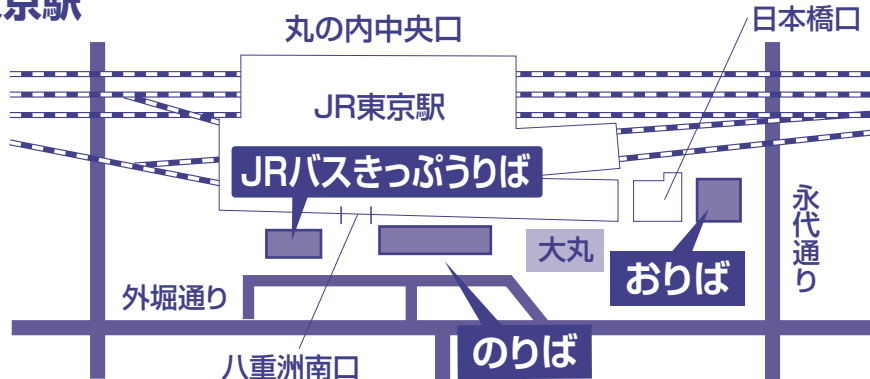 京駅
丸の内中央口
日本橋口
JR東京駅
JRバスきっぷうりば
永代通り
大丸
おりば
外堀通り
のりば
八重洲南口